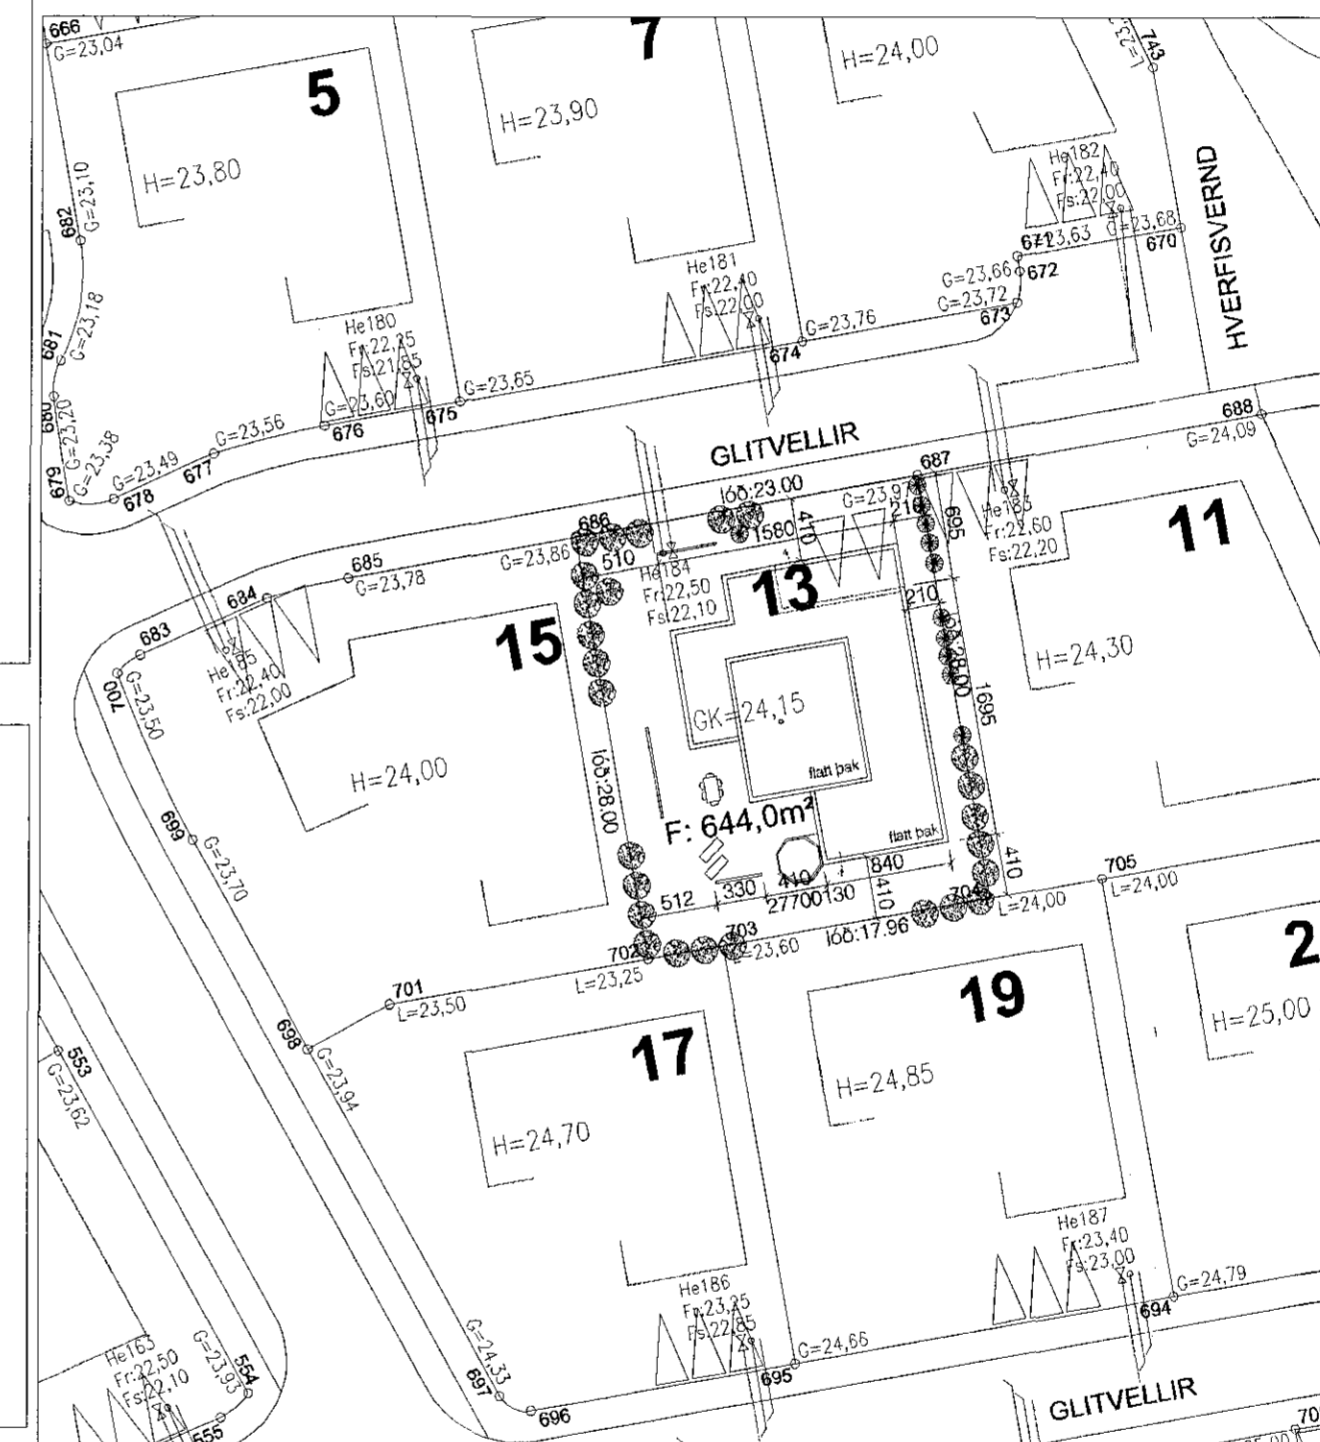 666
G=23,04
5
H=23,80
7
H=23,90
H=24,00
743
HVERFISVERND
He182
Fr:22,40
Fs:22,00
G=23,68
670
671
23,63
G=23,66
672
G=23,72
673
682
G=23,10
G=23,18
681
680
G=23,20
679
G=23,38
678
G=23,49
677
G=23,56
676
G=23,60
675
G=23,65
He180
Fr:22,25
Fs:21,85
He181
Fr:22,40
Fs:22,00
674
G=23,76
GLITVELLIR
688
G=24,09
687
G=23,97
lóð:23.00
210
695
410
1580
686
G=23,86
510
He184
Fr:22,50
Fs:22,10
13
He183
Fr:22,60
Fs:22,20
11
H=24,30
210
28.00
1695
685
G=23,78
684
683
700
G=23,50
He185
Fr:22,40
Fs:22,00
15
H=24,00
lóð:28.00
GK=24,15
flatt þak
F: 644,0m²
flatt þak
840
410
330
512
27700130
410
410
704
L=24,00
705
L=24,00
lóð:17.96
703
L=23,60
702
L=23,25
701
L=23,50
699
G=23,70
698
G=23,94
17
H=24,70
19
H=24,85
2
H=25,00
553
G=23,62
He186
Fr:23,25
Fs:22,85
He187
Fr:23,40
Fs:23,00
694
G=24,79
695
G=24,66
G=24,33
697
696
He163
Fr:22,50
Fs:22,10
G=23,93
554
555
GLITVELLIR